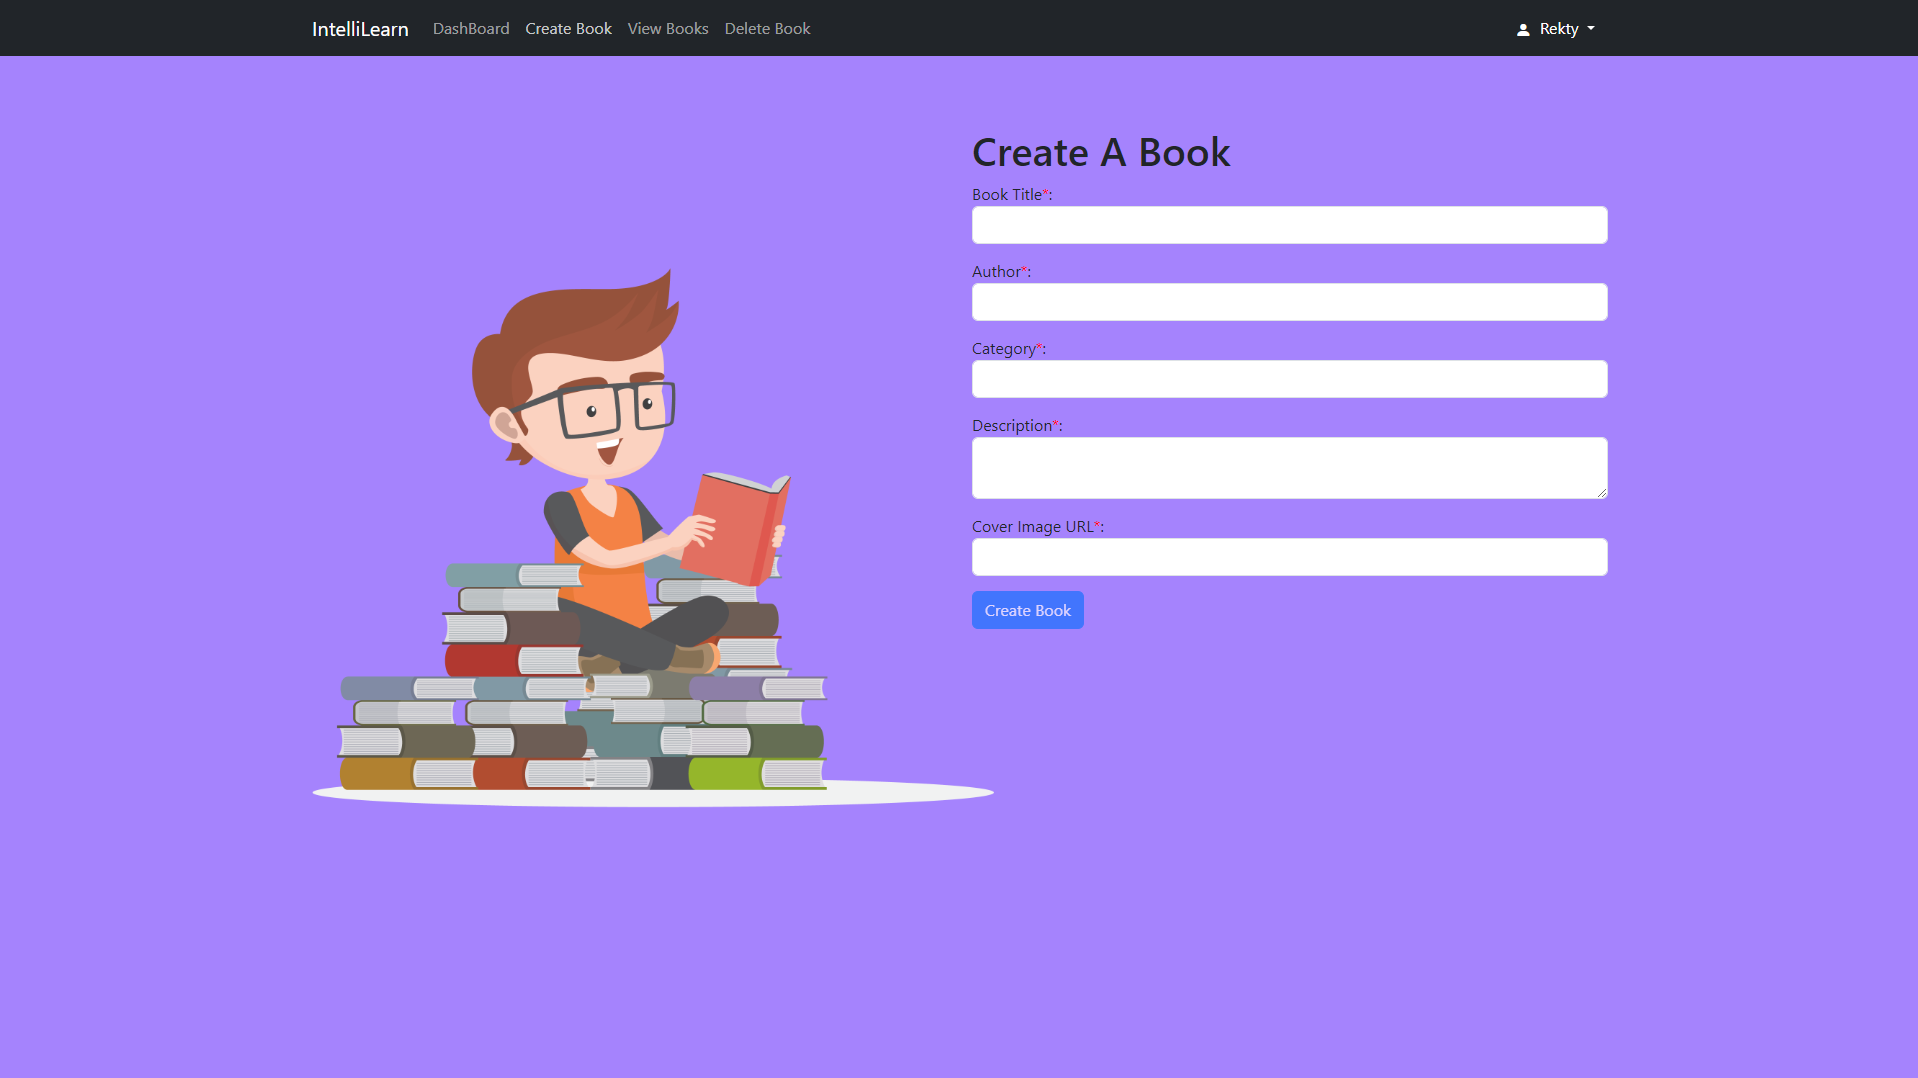 IntelliLearn DashBoard Create Book View Books Delete Book Rekty
Create A Book
Book Title*:
Author*:
Category*:
Description*:
Cover Image URL*:
Create Book